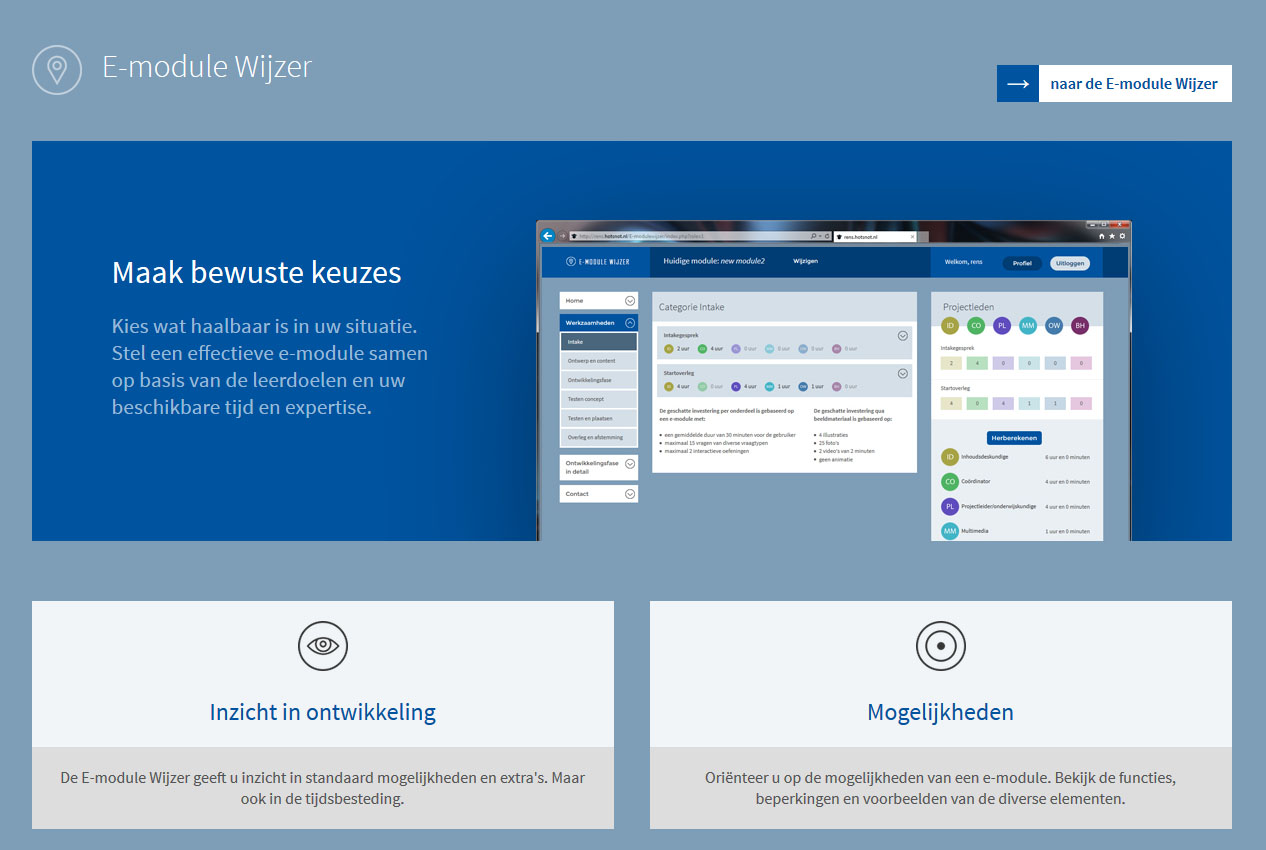 E-module Wijzer
naar de E-module Wijzer
Maak bewuste keuzes
Kies wat haalbaar is in uw situatie.
Stel een effectieve e-module samen
op basis van de leerdoelen en uw
beschikbare tijd en expertise.
rens.hotsnot.nl
E-MODULE WIJZER
Huidige module: new module2
Wijzigen
Welkom, rens
Profiel
Uitloggen
Home
Werkzaamheden
Intake
Ontwerp en content
Ontwikkelingsfase
Testen concept
Testen en plaatsen
Overleg en afstemming
Ontwikkelingsfase
in detail
Contact
Categorie Intake
Intakegesprek
ID 2 uur CO 4 uur PL 0 uur MM 0 uur OW 0 uur BH 0 uur
Startoverleg
ID 4 uur CO 0 uur PL 4 uur MM 1 uur OW 1 uur BH 0 uur
De geschatte investering per onderdeel is gebaseerd op
een e-module met:
• een gemiddelde duur van 30 minuten voor de gebruiker
• maximaal 15 vragen van diverse vraagtypen
• maximaal 2 interactieve oefeningen
De geschatte investering qua
beeldmateriaal is gebaseerd op:
• 4 illustraties
• 25 foto's
• 2 video's van 2 minuten
• geen animatie
Projectleden
ID CO PL MM OW BH
Intakegesprek
2 4 0 0 0 0
Startoverleg
4 0 4 1 1 0
Herberekenen
ID Inhoudsdeskundige 6 uur en 0 minuten
CO Coördinator 4 uur en 0 minuten
PL Projectleider/onderwijskundige 4 uur en 0 minuten
MM Multimedia 1 uur en 0 minuten
Inzicht in ontwikkeling
De E-module Wijzer geeft u inzicht in standaard mogelijkheden en extra's. Maar
ook in de tijdsbesteding.
Mogelijkheden
Oriënteer u op de mogelijkheden van een e-module. Bekijk de functies,
beperkingen en voorbeelden van de diverse elementen.